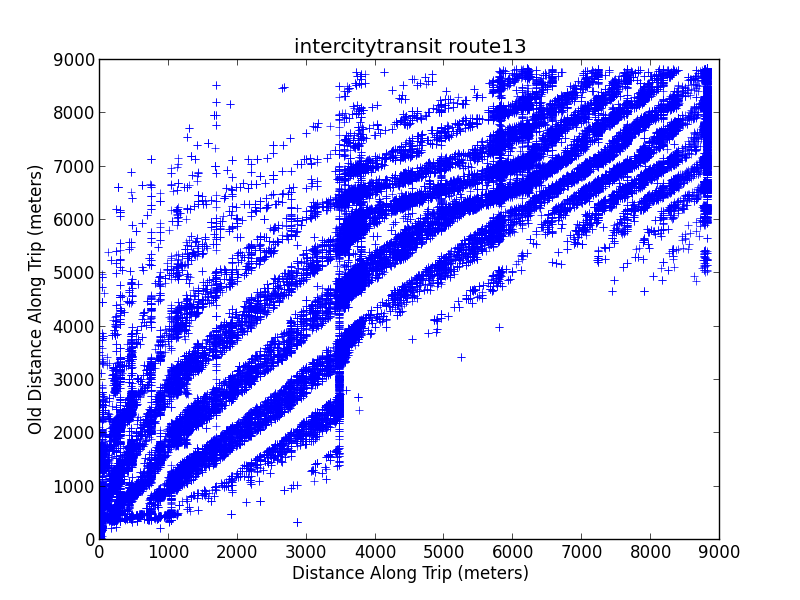 intercitytransit route13
Old Distance Along Trip (meters)
9000
8000
7000
6000
5000
4000
3000
2000
1000
0
0 1000 2000 3000 4000 5000 6000 7000 8000 9000
Distance Along Trip (meters)